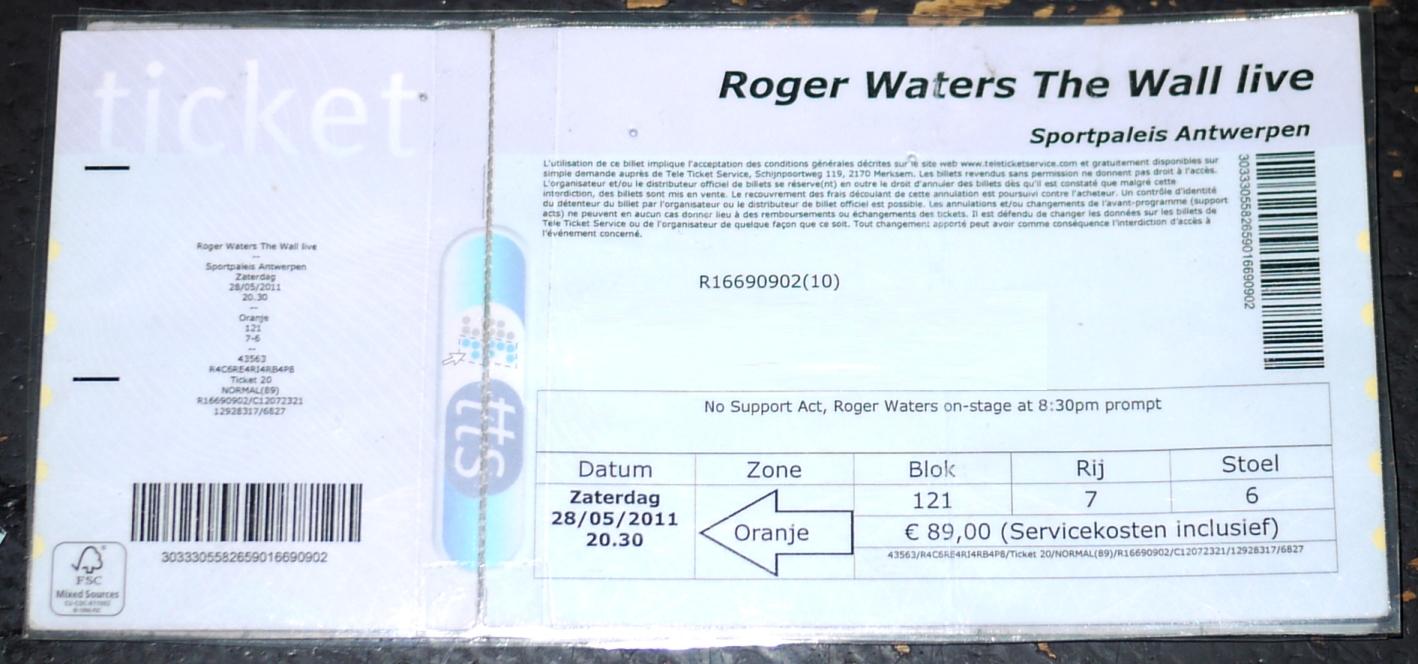 ticket
Roger Waters The Wall live
--
Sportpaleis Antwerpen
Zaterdag
28/05/2011
20.30
--
Oranje
121
7-6
--
43563
R4C6RE4RI4RB4P8
Ticket 20
NORMAL(89)
R16690902/C12072321
12928317/6827
3033305582659016690902
FSC
Mixed Sources
tts
Roger Waters The Wall live
Sportpaleis Antwerpen
L'utilisation de ce billet implique l'acceptation des conditions générales décrites sur le site web www.teleticketservice.com et gratuitement disponibles sur
simple demande auprès de Tele Ticket Service, Schijnpoortweg 119, 2170 Merksem. Les billets revendus sans permission ne donnent pas droit à l'accès.
L'organisateur et/ou le distributeur officiel de billets se réserve(nt) en outre le droit d'annuler des billets dès qu'il est constaté que malgré cette
interdiction, des billets sont mis en vente. Le recouvrement des frais découlant de cette annulation est poursuivi contre l'acheteur. Un contrôle d'identité
du détenteur du billet par l'organisateur ou le distributeur de billet officiel est possible. Les annulations et/ou changements de l'avant-programme (support
acts) ne peuvent en aucun cas donner lieu à des remboursements ou échangements des tickets. Il est défendu de changer les données sur les billets de
Tele Ticket Service ou de l'organisateur de quelque façon que ce soit. Tout changement apporté peut avoir comme conséquence l'interdiction d'accès à
l'événement concerné.
3033305582659016690902
R16690902(10)
No Support Act, Roger Waters on-stage at 8:30pm prompt
Datum Zone Blok Rij Stoel
Zaterdag
28/05/2011
20.30
Oranje
121 7 6
€ 89,00 (Servicekosten inclusief)
43563/R4C6RE4RI4RB4P8/Ticket 20/NORMAL(89)/R16690902/C12072321/12928317/6827